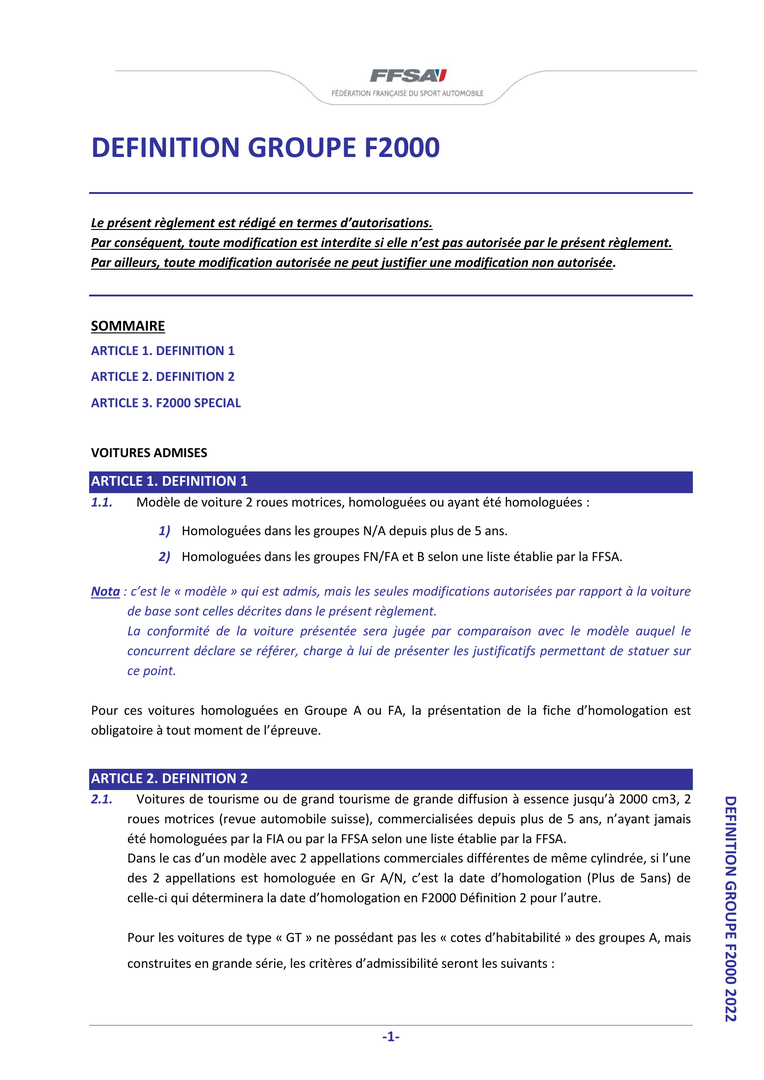 FFSA
FÉDÉRATION FRANÇAISE DU SPORT AUTOMOBILE
DEFINITION GROUPE F2000
Le présent règlement est rédigé en termes d’autorisations.
Par conséquent, toute modification est interdite si elle n’est pas autorisée par le présent règlement.
Par ailleurs, toute modification autorisée ne peut justifier une modification non autorisée.
SOMMAIRE
ARTICLE 1. DEFINITION 1
ARTICLE 2. DEFINITION 2
ARTICLE 3. F2000 SPECIAL
VOITURES ADMISES
ARTICLE 1. DEFINITION 1
1.1. Modèle de voiture 2 roues motrices, homologuées ou ayant été homologuées :
1) Homologuées dans les groupes N/A depuis plus de 5 ans.
2) Homologuées dans les groupes FN/FA et B selon une liste établie par la FFSA.
Nota : c’est le « modèle » qui est admis, mais les seules modifications autorisées par rapport à la voiture
de base sont celles décrites dans le présent règlement.
La conformité de la voiture présentée sera jugée par comparaison avec le modèle auquel le
concurrent déclare se référer, charge à lui de présenter les justificatifs permettant de statuer sur
ce point.
Pour ces voitures homologuées en Groupe A ou FA, la présentation de la fiche d’homologation est
obligatoire à tout moment de l’épreuve.
ARTICLE 2. DEFINITION 2
2.1. Voitures de tourisme ou de grand tourisme de grande diffusion à essence jusqu’à 2000 cm3, 2
roues motrices (revue automobile suisse), commercialisées depuis plus de 5 ans, n’ayant jamais
été homologuées par la FIA ou par la FFSA selon une liste établie par la FFSA.
Dans le cas d’un modèle avec 2 appellations commerciales différentes de même cylindrée, si l’une
des 2 appellations est homologuée en Gr A/N, c’est la date d’homologation (Plus de 5ans) de
celle-ci qui déterminera la date d’homologation en F2000 Définition 2 pour l’autre.
Pour les voitures de type « GT » ne possédant pas les « cotes d’habitabilité » des groupes A, mais
construites en grande série, les critères d’admissibilité seront les suivants :
DEFINITION GROUPE F2000 2022
-1-